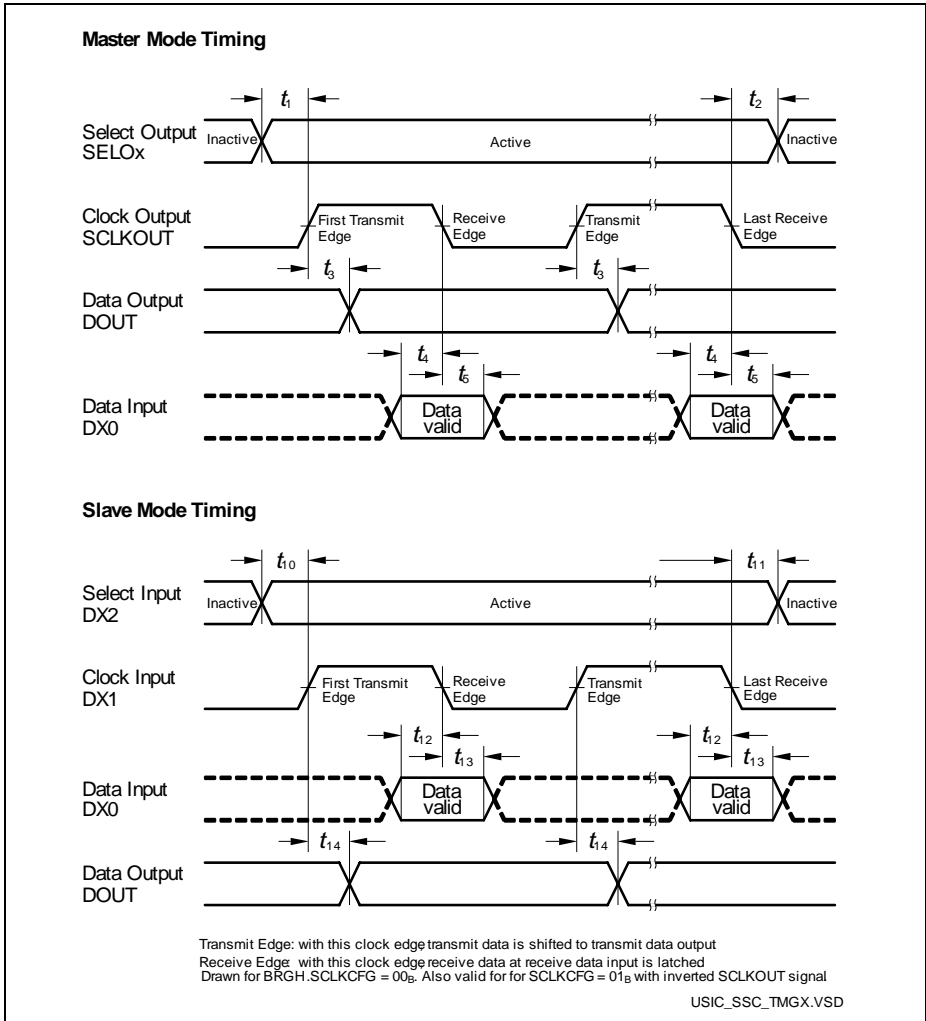 Master Mode Timing
t1
t2
Select Output
SELOx
Inactive
Active
Inactive
Clock Output
SCLKOUT
First Transmit
Edge
Receive
Edge
Transmit
Edge
Last Receive
Edge
t3
t3
Data Output
DOUT
t4
t5
t4
t5
Data Input
DX0
Data
valid
Data
valid
Slave Mode Timing
t10
t11
Select Input
DX2
Inactive
Active
Inactive
Clock Input
DX1
First Transmit
Edge
Receive
Edge
Transmit
Edge
Last Receive
Edge
t12
t13
t12
t13
Data Input
DX0
Data
valid
Data
valid
t14
t14
Data Output
DOUT
Transmit Edge: with this clock edge, transmit data is shifted to transmit data output
Receive Edge: with this clock edge, receive data at receive data input is latched
Drawn for BRGH.SCLKCFG = 00B. Also valid for for SCLKCFG = 01B with inverted SCLKOUT signal.
USIC_SSC_TMGX.VSD